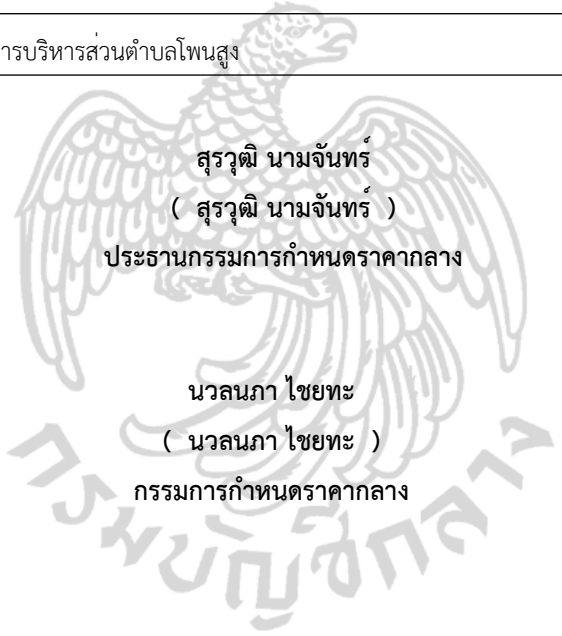 ารบริหารส่วนตำบลโพนสูง
สุรวุฒิ นามจันทร์
( สุรวุฒิ นามจันทร์ )
ประธานกรรมการกำหนดราคากลาง
นวลนภา ไชยทะ
( นวลนภา ไชยทะ )
กรรมการกำหนดราคากลาง
กรมบัญชีกลาง